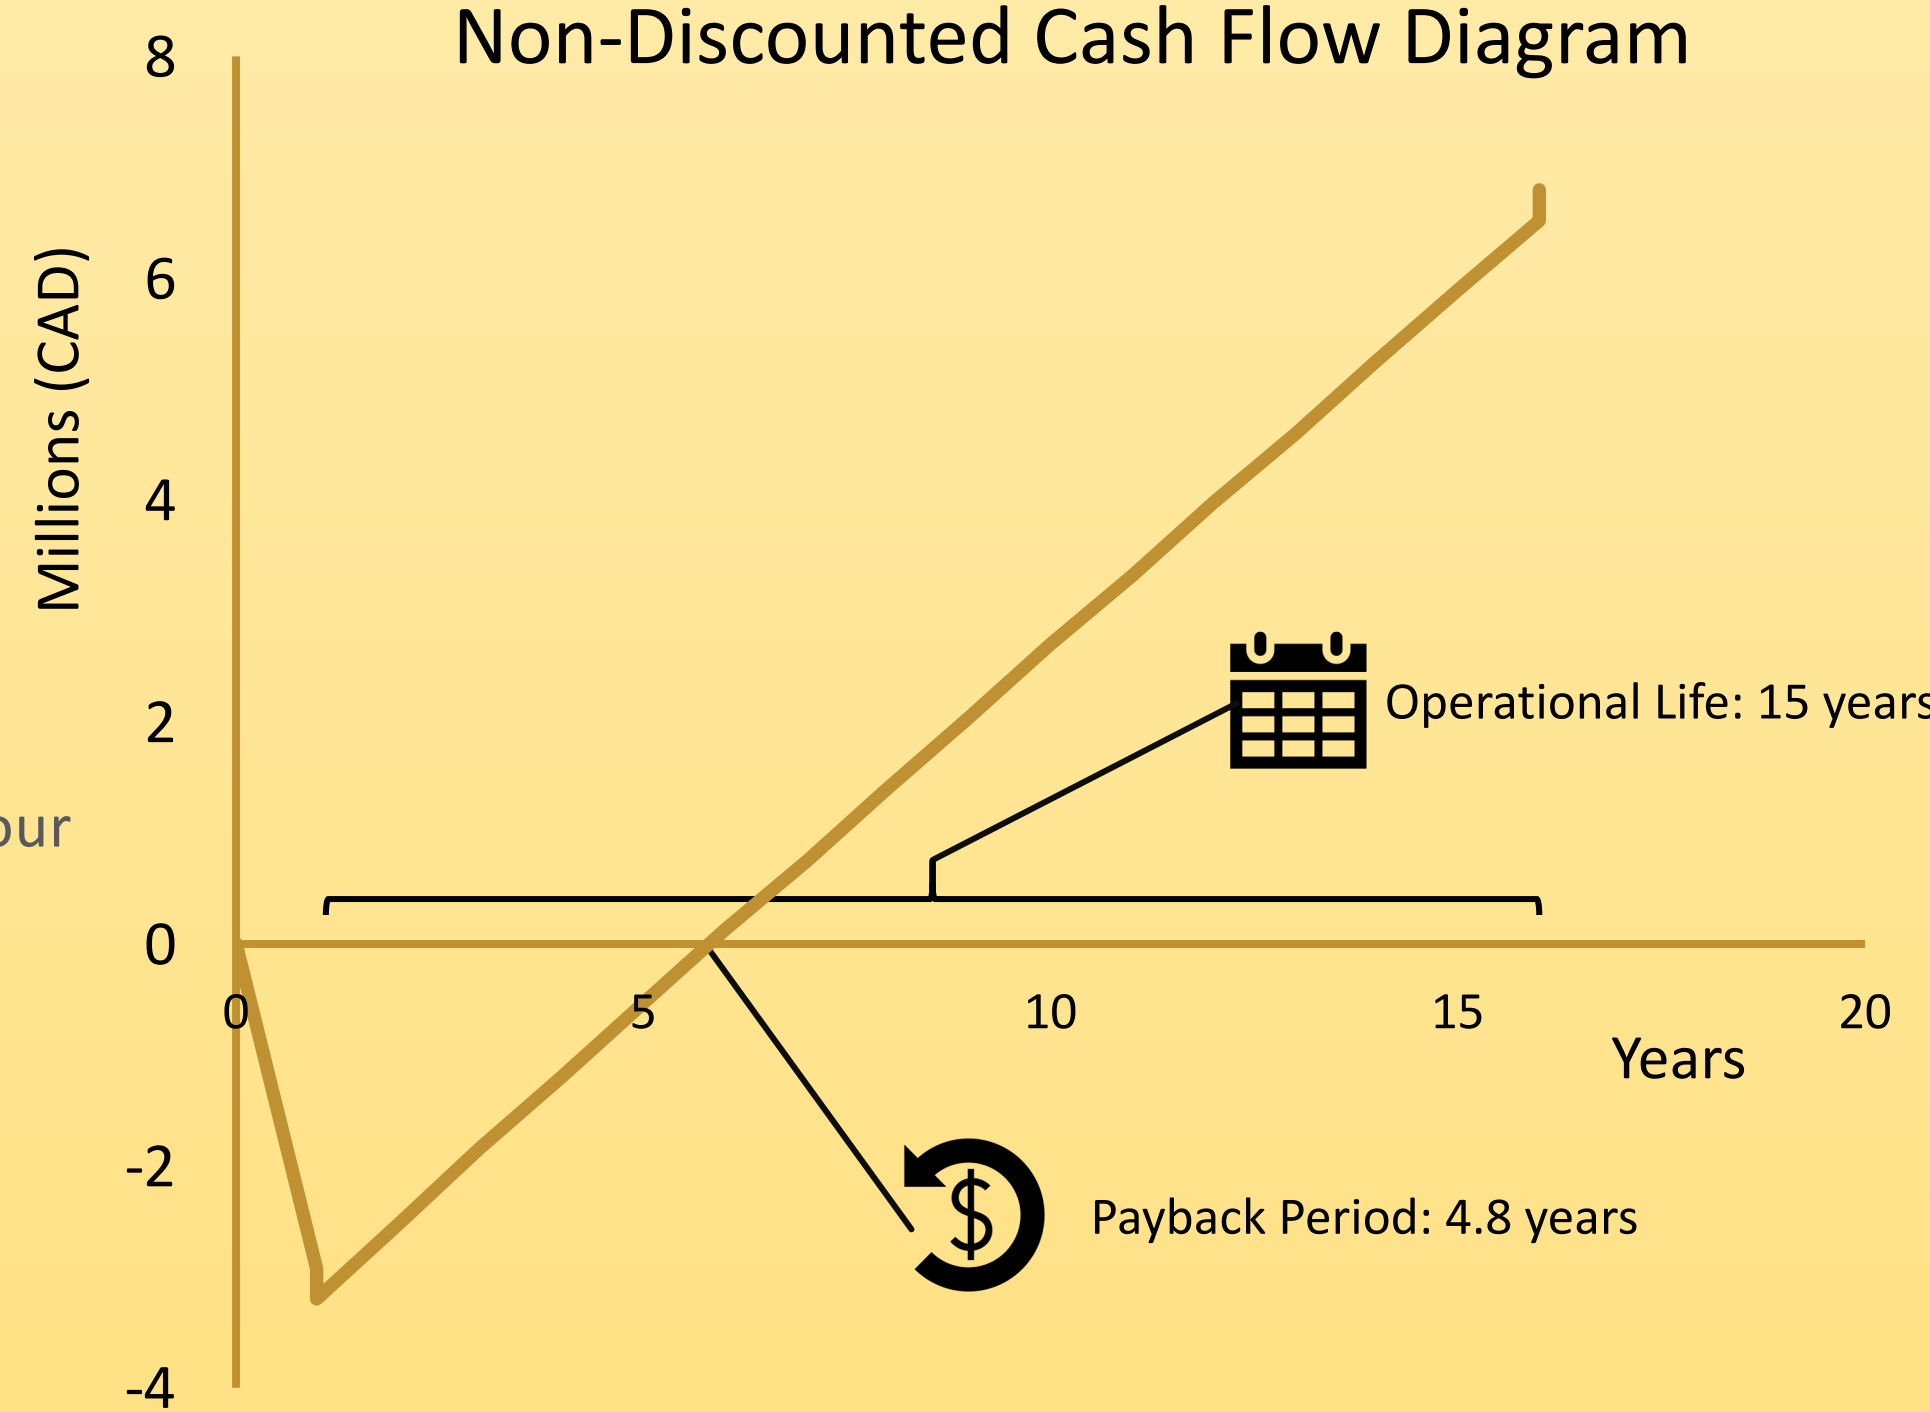 Non-Discounted Cash Flow Diagram
8
6
4
2
0
-2
-4
Millions (CAD)
our
Operational Life: 15 years
0 5 10 15 20
Years
Payback Period: 4.8 years
$